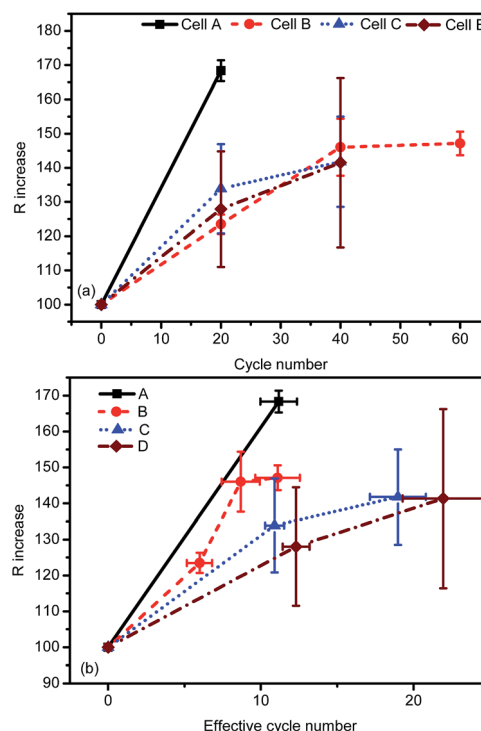 Cell A Cell B Cell C Cell E
180
170
160
150
140
130
120
110
100
R increase
(a)
0 10 20 30 40 50 60
Cycle number
A
B
C
D
170
160
150
140
130
120
110
100
90
R increase
(b)
0 10 20
Effective cycle number